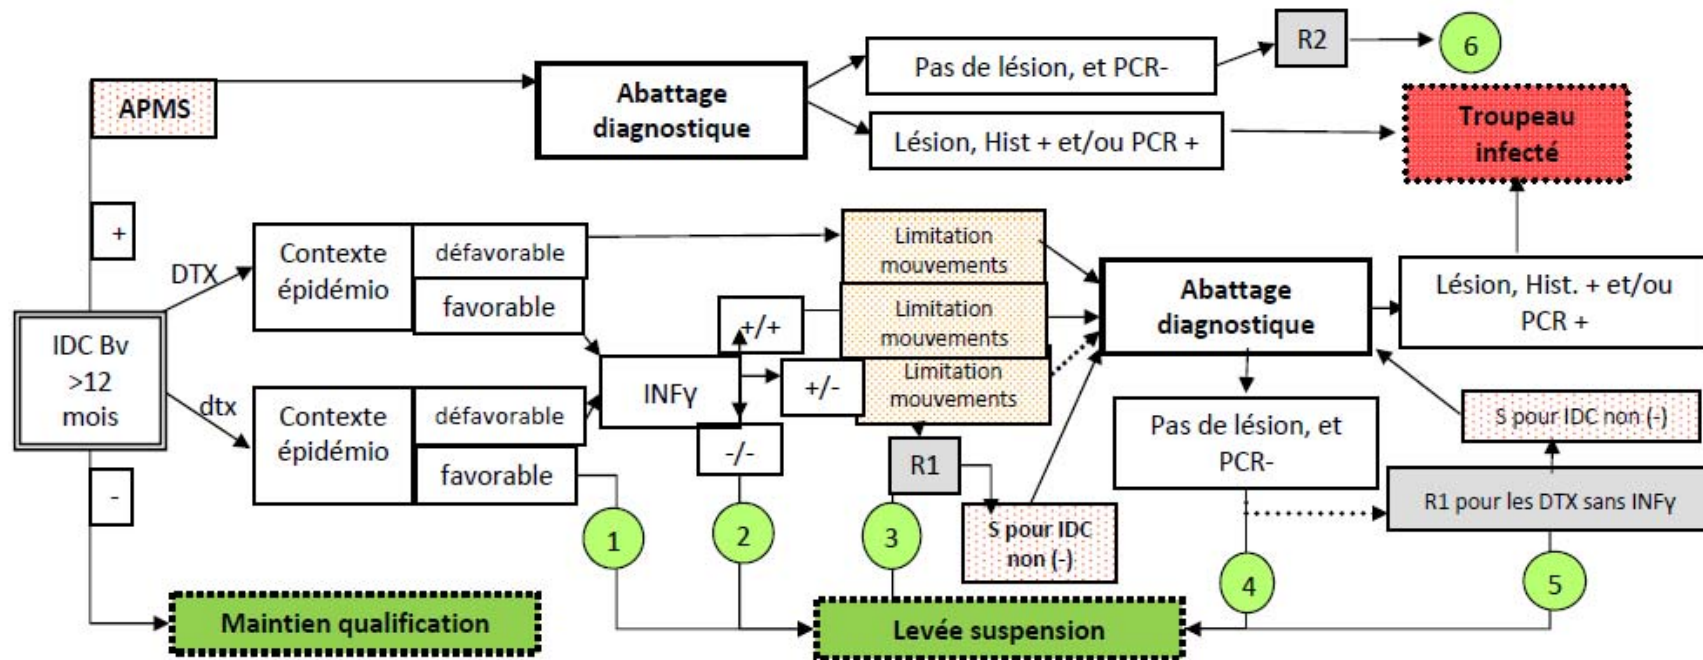 APMS
+
Abattage
diagnostique
Pas de lésion, et PCR-
R2
6
Lésion, Hist + et/ou PCR +
Troupeau
infecté
IDC Bv
>12
mois
DTX
Contexte
épidémio
défavorable
favorable
dtx
Contexte
épidémio
défavorable
favorable
-
INFγ
+/+
+/-
-/-
Limitation
mouvements
Limitation
mouvements
Limitation
mouvements
R1
S pour IDC
non (-)
Abattage
diagnostique
Lésion, Hist. + et/ou
PCR +
Pas de lésion, et
PCR-
S pour IDC non (-)
R1 pour les DTX sans INFγ
1
2
3
4
5
Maintien qualification
Levée suspension